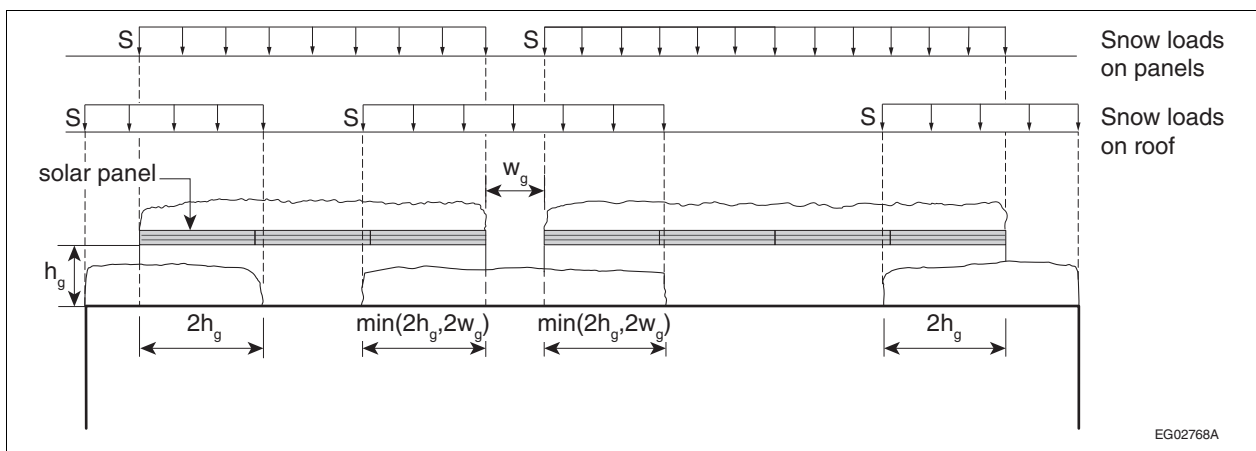 S
S
Snow loads
on panels
S
S
S
Snow loads
on roof
solar panel
w_g
h_g
2h_g
min(2h_g,2w_g)
min(2h_g,2w_g)
2h_g
EG02768A